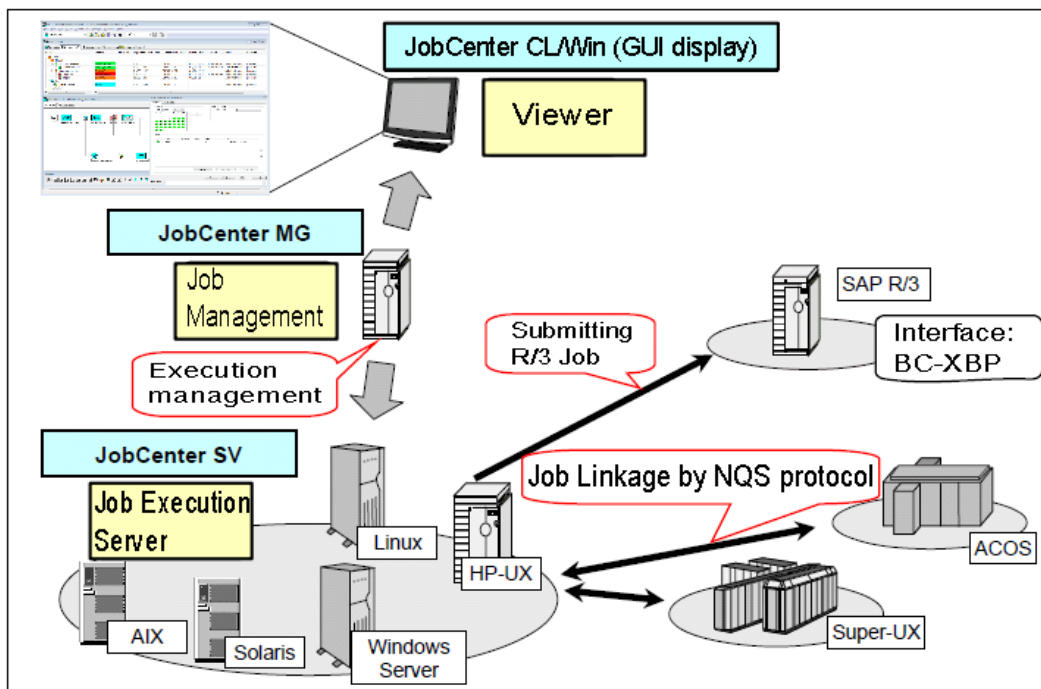 JobCenter CL/Win (GUI display)
Viewer
JobCenter MG
Job
Management
Execution
management
SAP R/3
Submitting
R/3 Job
Interface:
BC-XBP
JobCenter SV
Job Execution
Server
Job Linkage by NQS protocol
Linux
HP-UX
ACOS
AIX
Solaris
Windows
Server
Super-UX